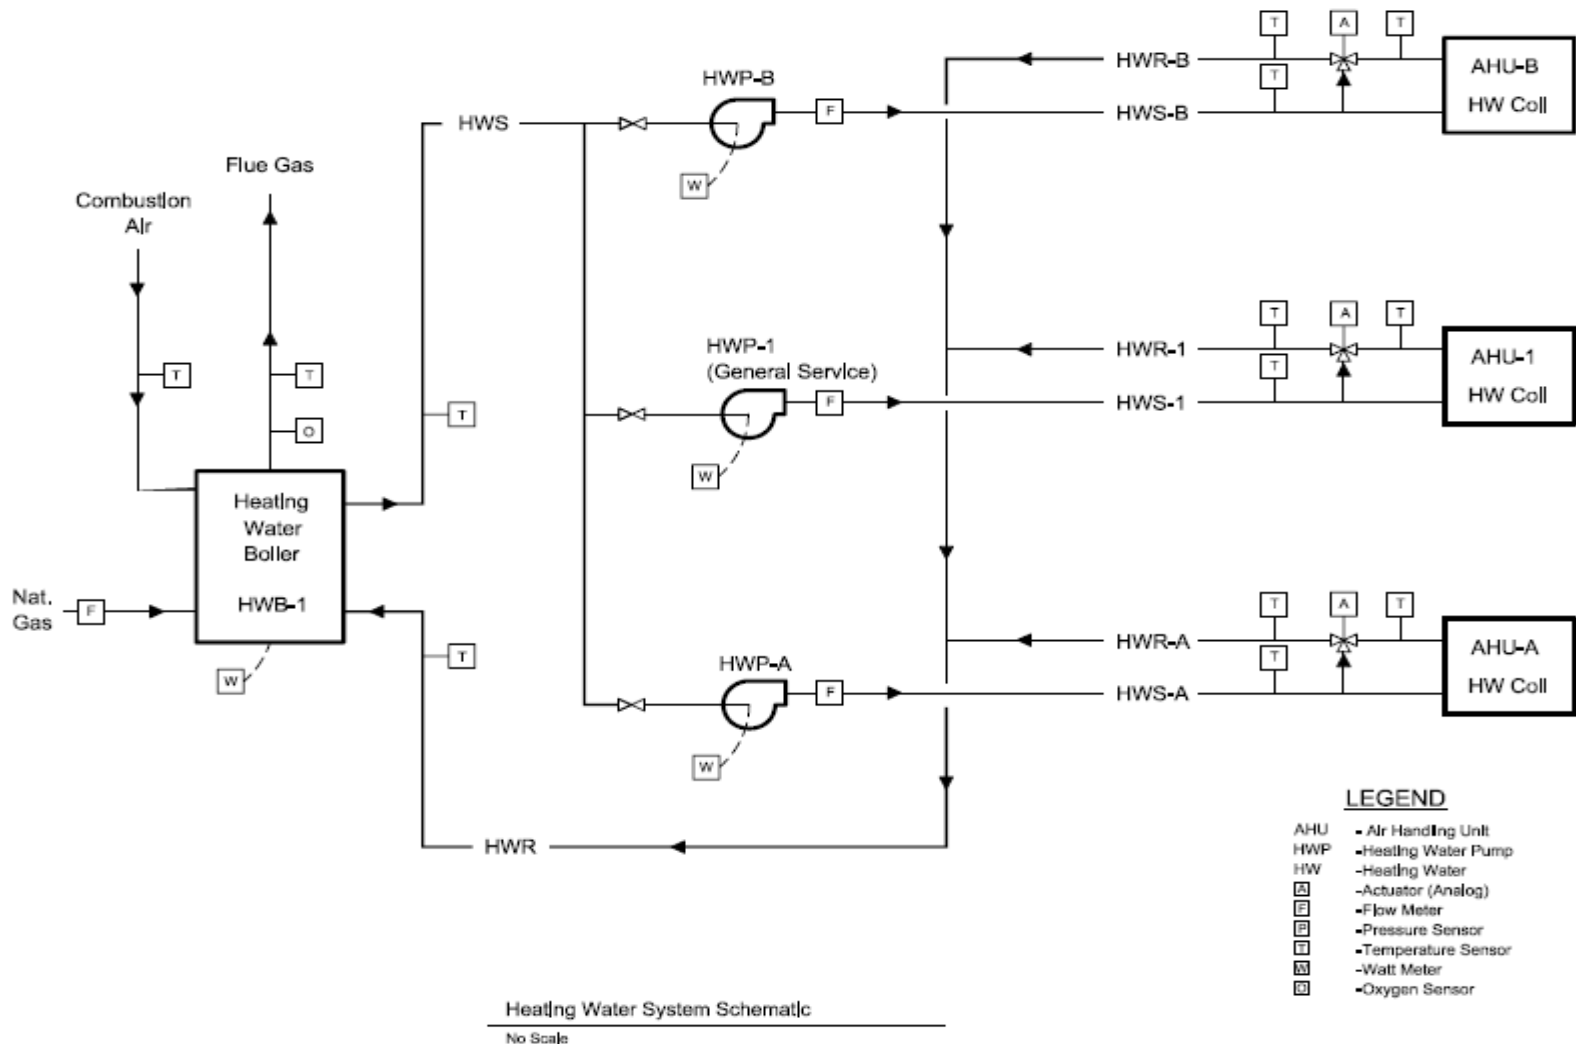 HWP-B
HWS
Flue Gas
Combustion
Air
T
T
O
T
Heating
Water
Boiler
HWB-1
Nat.
Gas
F
W
T
HWR
F
W
HWP-1
(General Service)
F
W
HWP-A
F
W
T
A
T
HWR-B
T
HWS-B
AHU-B
HW Coil
T
A
T
HWR-1
T
HWS-1
AHU-1
HW Coil
T
A
T
HWR-A
T
HWS-A
AHU-A
HW Coil
LEGEND
AHU - Air Handling Unit
HWP -Heating Water Pump
HW -Heating Water
A -Actuator (Analog)
F -Flow Meter
P -Pressure Sensor
T -Temperature Sensor
W -Watt Meter
O -Oxygen Sensor
Heating Water System Schematic
No Scale